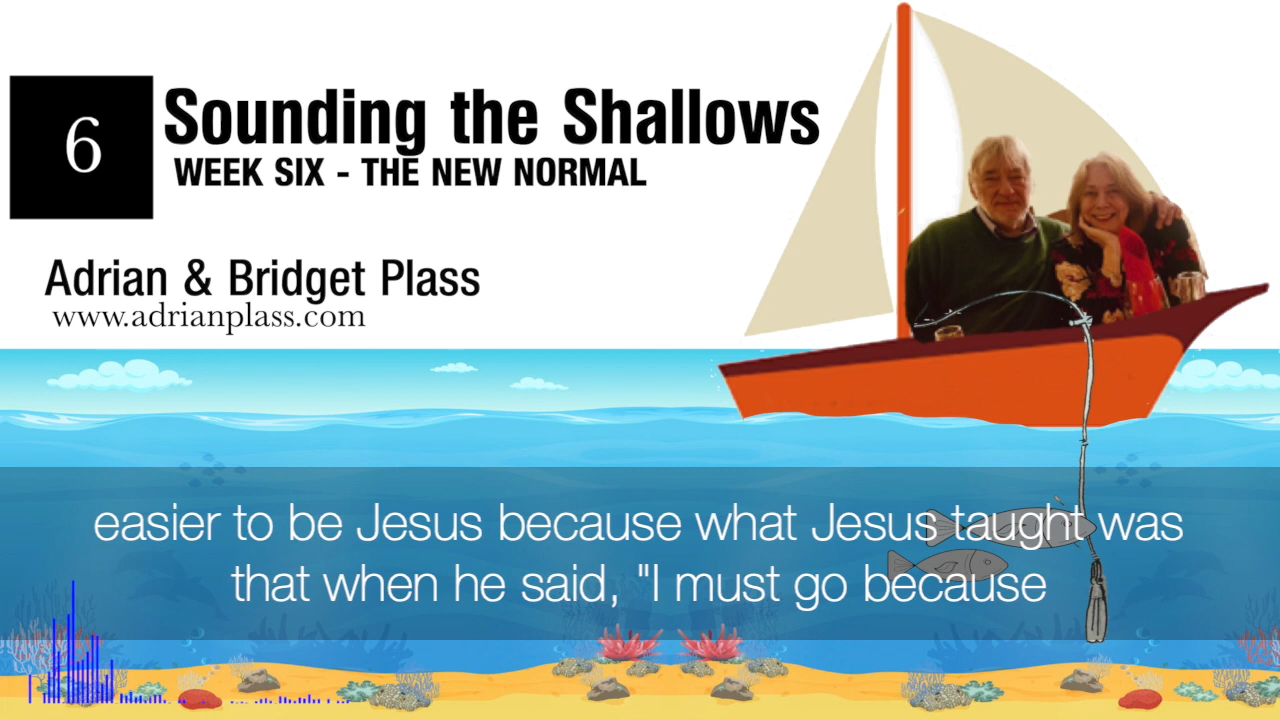 6
Sounding the Shallows
WEEK SIX - THE NEW NORMAL
Adrian & Bridget Plass
www.adrianplass.com
easier to be Jesus because what Jesus taught was
that when he said, "I must go because